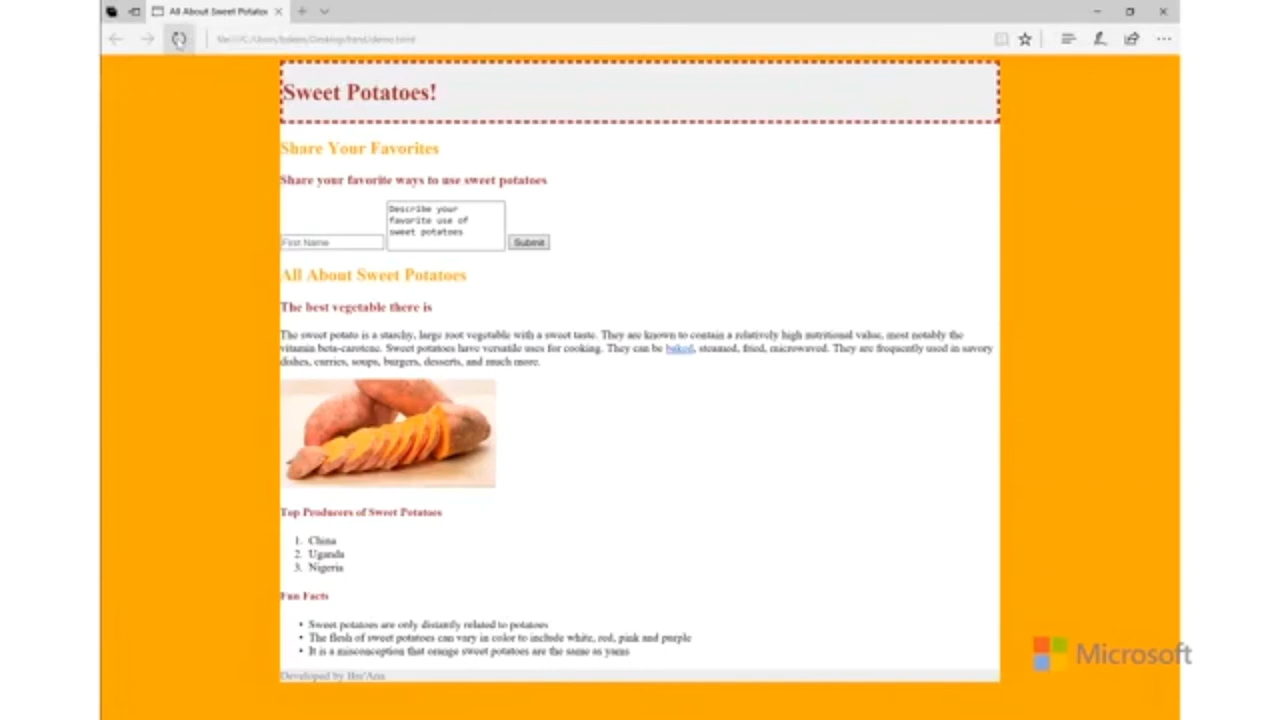 All About Sweet Potatoes
Sweet Potatoes!
Share Your Favorites
Share your favorite ways to use sweet potatoes
Describe your
favorite use of
sweet potatoes
First Name
Submit
All About Sweet Potatoes
The best vegetable there is
The sweet potato is a starchy, large root vegetable with a sweet taste. They are known to contain a relatively high nutritional value, most notably the
vitamin beta-carotene. Sweet potatoes have versatile uses for cooking. They can be baked, steamed, fried, microwaved. They are frequently used in savory
dishes, curries, soups, burgers, desserts, and much more.
Top Producers of Sweet Potatoes
1. China
2. Uganda
3. Nigeria
Fun Facts
• Sweet potatoes are only distantly related to potatoes
• The flesh of sweet potatoes can vary in color to include white, red, pink and purple
• It is a misconception that orange sweet potatoes are the same as yams
Microsoft
Developed by